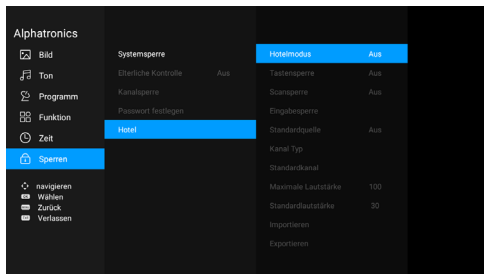 Alphatronics
Bild
Ton
Programm
Funktion
Zeit
Sperren
navigieren
Wählen
Zurück
Verlassen
Systemsperre
Elterliche Kontrolle Aus
Kanalsperre
Passwort festlegen
Hotel
Hotelmodus Aus
Tastensperre Aus
Scansperre Aus
Eingabesperre
Standardquelle Aus
Kanal Typ
Standardkanal
Maximale Lautstärke 100
Standardlautstärke 30
Importieren
Exportieren